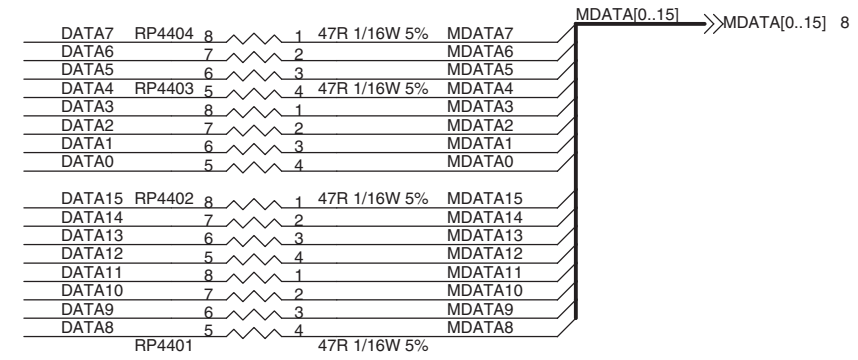 MDATA[0..15]
MDATA[0..15] 8
DATA7 RP4404 8 1 47R 1/16W 5% MDATA7
DATA6 7 2 MDATA6
DATA5 6 3 MDATA5
DATA4 RP4403 5 4 47R 1/16W 5% MDATA4
DATA3 8 1 MDATA3
DATA2 7 2 MDATA2
DATA1 6 3 MDATA1
DATA0 5 4 MDATA0
DATA15 RP4402 8 1 47R 1/16W 5% MDATA15
DATA14 7 2 MDATA14
DATA13 6 3 MDATA13
DATA12 5 4 MDATA12
DATA11 8 1 MDATA11
DATA10 7 2 MDATA10
DATA9 6 3 MDATA9
DATA8 5 4 MDATA8
RP4401 47R 1/16W 5%